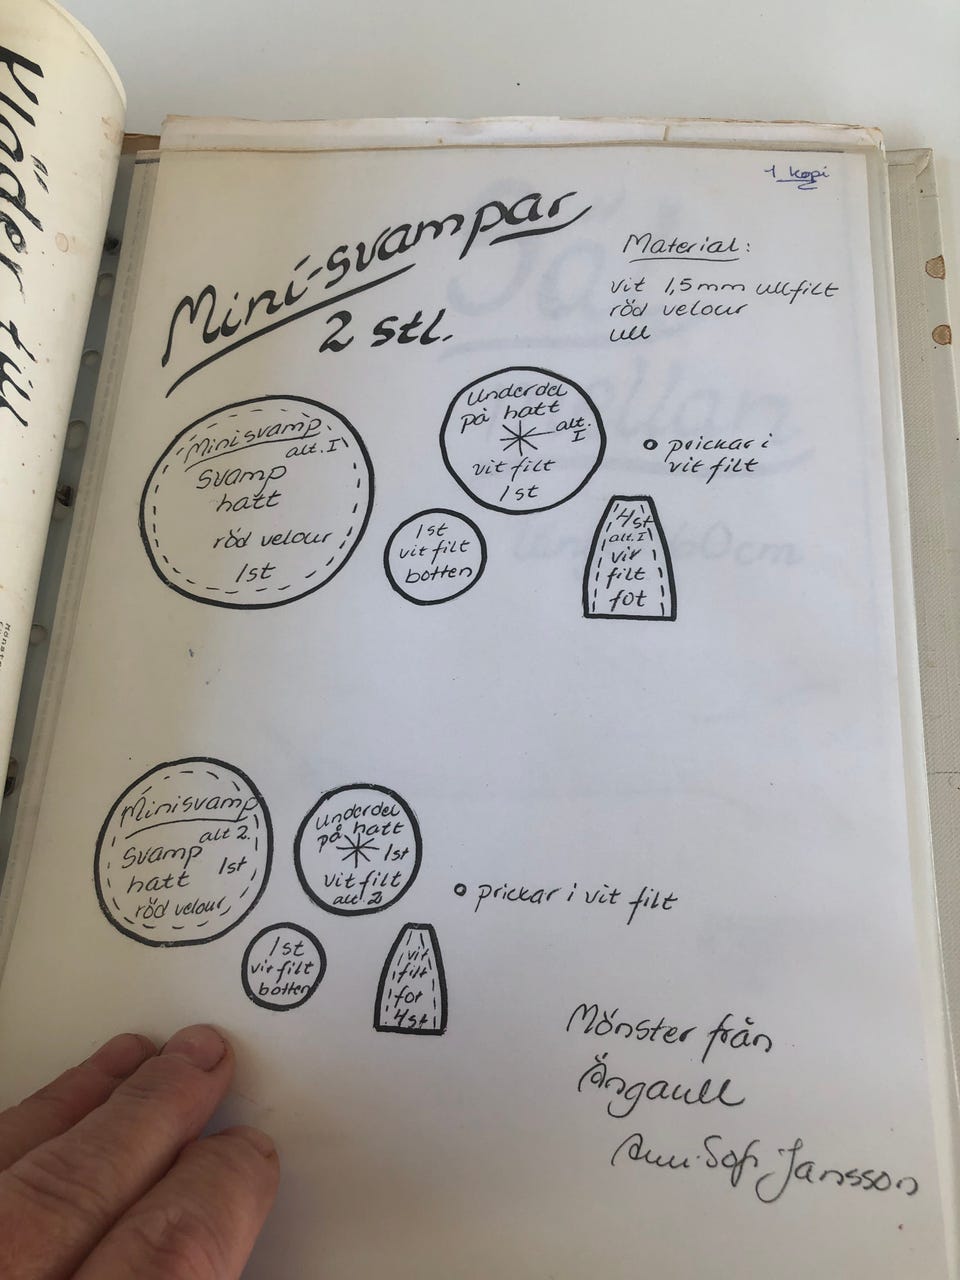 Kläder till
1 kopi
Mini-svampar
2 stl.
Material:
vit 1,5mm ullfilt
röd velour
ull
Minisvamp
alt. I
svamp
hatt
röd velour
1st
Underdel
på hatt
alt.
I
vit filt
1st
prickar i
vit filt
1st
vit filt
botten
4st
alt. I
vit
filt
fot
Minisvamp
alt 2.
svamp
hatt 1st
röd velour
Underdel
på hatt
1st
vit filt
alt 2
prickar i vit filt
1st
vit filt
botten
vit
filt
fot
4st
Mönster från
Ängaull
Ann-Sofi Jansson